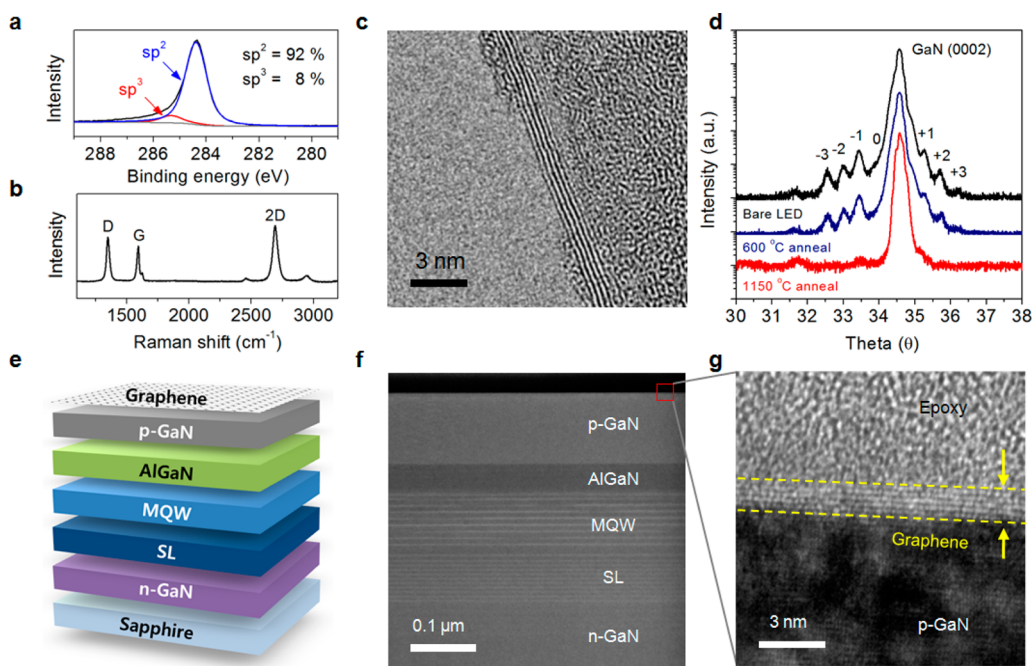 a
sp2
sp3
sp2 = 92 %
sp3 = 8 %
Intensity
288 286 284 282 280
Binding energy (eV)
b
D
G
2D
Intensity
1500 2000 2500 3000
Raman shift (cm-1)
c
3 nm
d
GaN (0002)
-3
-2
-1
0
+1
+2
+3
Bare LED
600 °C anneal
1150 °C anneal
Intensity (a.u.)
30 31 32 33 34 35 36 37 38
Theta (θ)
e
Graphene
p-GaN
AlGaN
MQW
SL
n-GaN
Sapphire
f
p-GaN
AlGaN
MQW
SL
n-GaN
0.1 μm
g
Epoxy
Graphene
p-GaN
3 nm